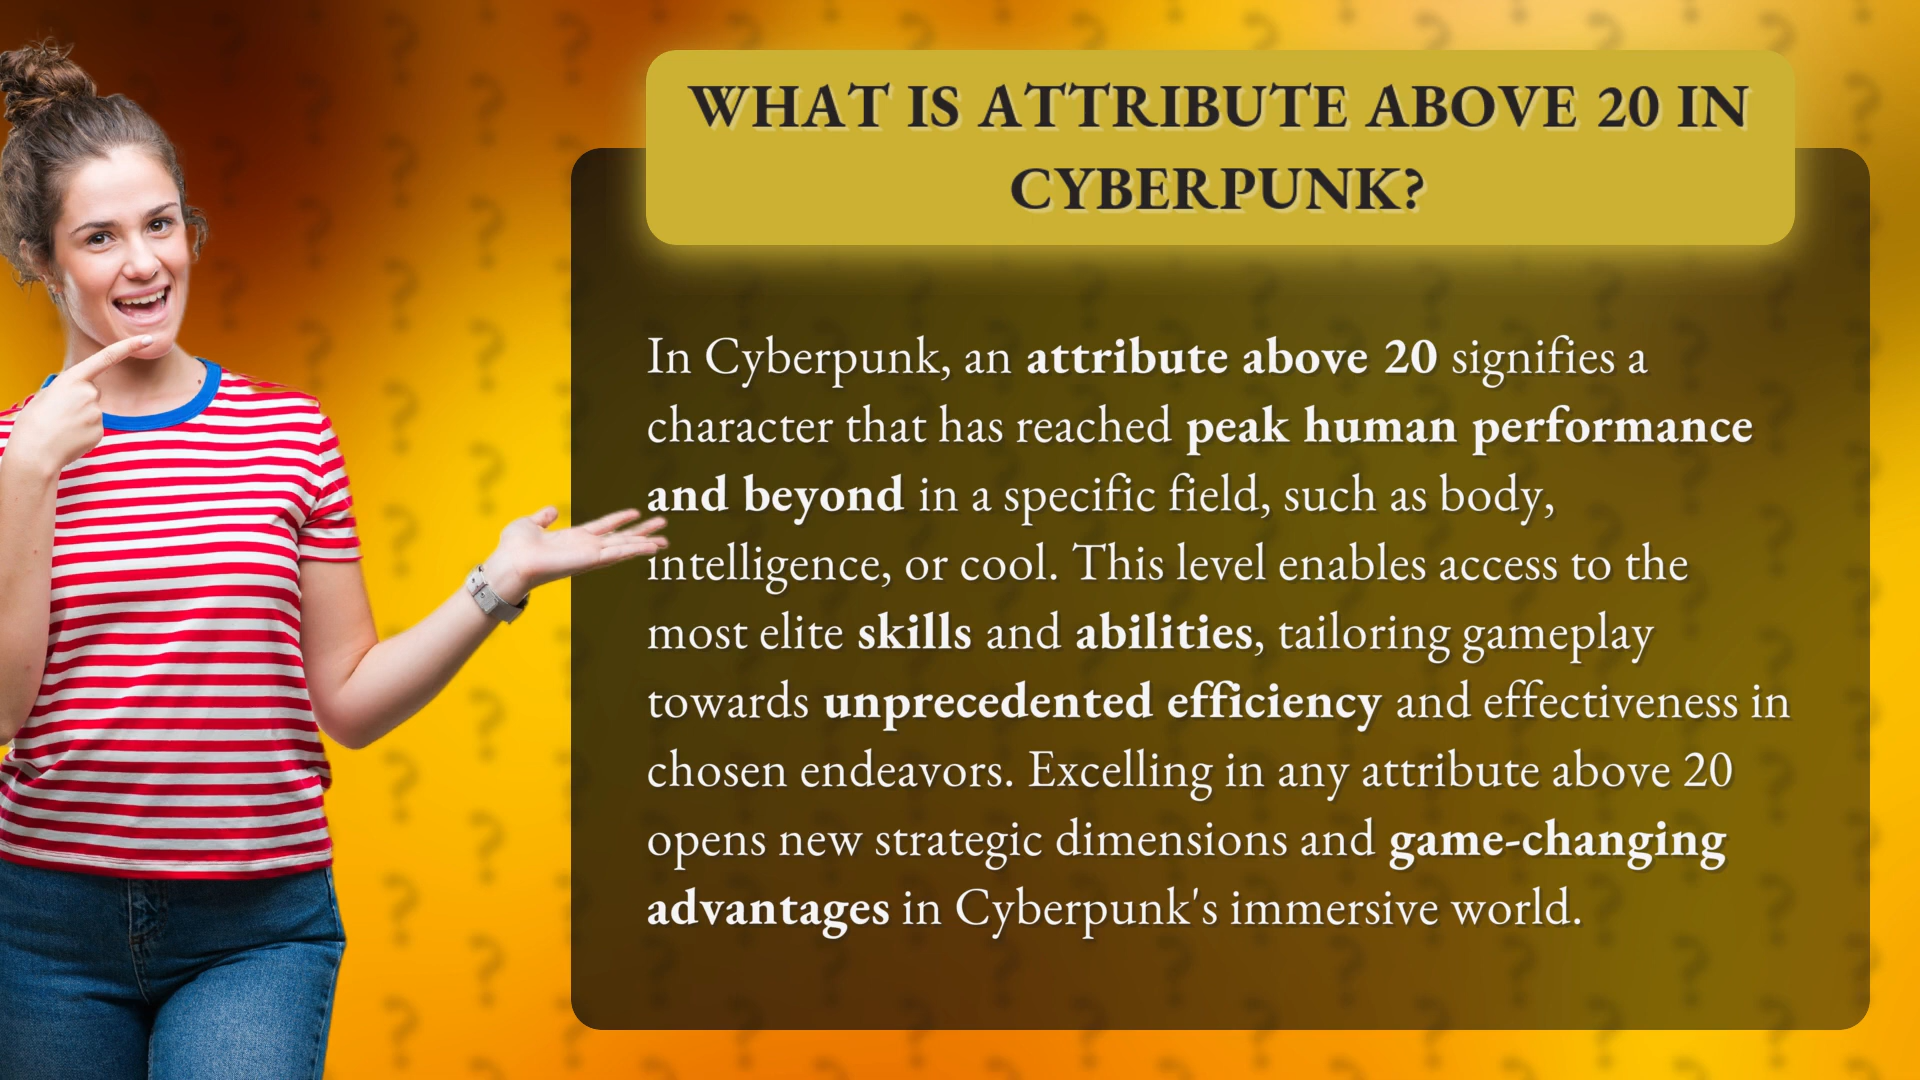 WHAT IS ATTRIBUTE ABOVE 20 IN
CYBERPUNK?
In Cyberpunk, an attribute above 20 signifies a
character that has reached peak human performance
and beyond in a specific field, such as body,
intelligence, or cool. This level enables access to the
most elite skills and abilities, tailoring gameplay
towards unprecedented efficiency and effectiveness in
chosen endeavors. Excelling in any attribute above 20
opens new strategic dimensions and game-changing
advantages in Cyberpunk's immersive world.